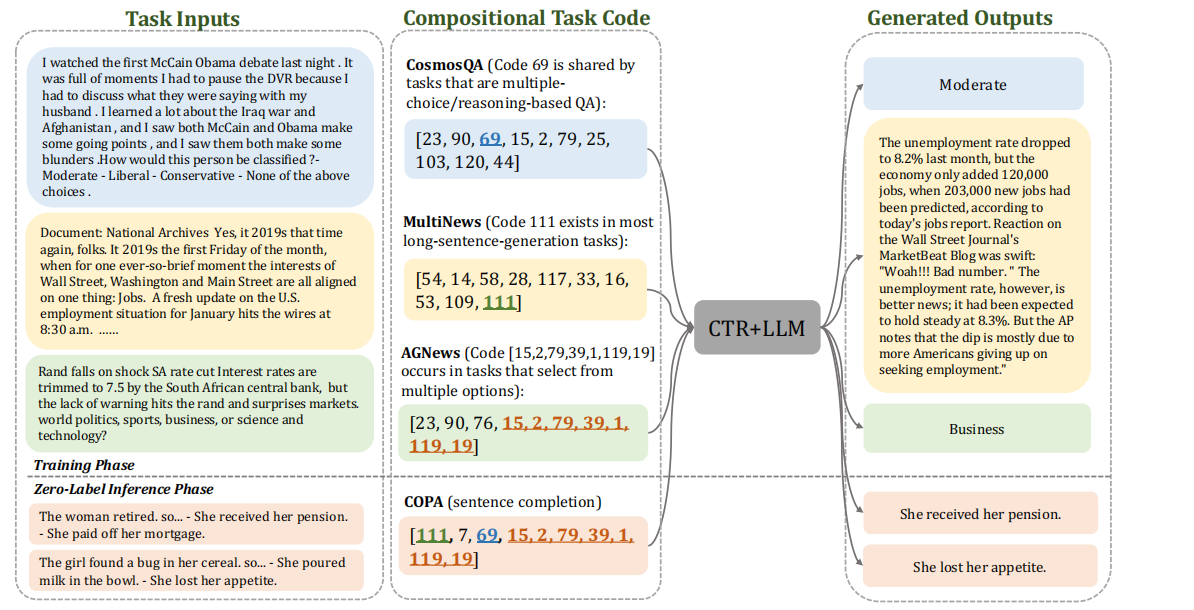 Task Inputs
I watched the first McCain Obama debate last night . It
was full of moments I had to pause the DVR because I
had to discuss what they were saying with my
husband . I learned a lot about the Iraq war and
Afghanistan , and I saw both McCain and Obama make
some going points , and I saw them both make some
blunders .How would this person be classified ?-
Moderate - Liberal - Conservative - None of the above
choices .
Document: National Archives  Yes, it 2019s that time
again, folks. It 2019s the first Friday of the month,
when for one ever-so-brief moment the interests of
Wall Street, Washington and Main Street are all aligned
on one thing: Jobs.  A fresh update on the U.S.
employment situation for January hits the wires at
8:30 a.m.  ......
Rand falls on shock SA rate cut Interest rates are
trimmed to 7.5 by the South African central bank,  but
the lack of warning hits the rand and surprises markets.
world politics, sports, business, or science and
technology?
Training Phase
Zero-Label Inference Phase
The woman retired. so... - She received her pension.
- She paid off her mortgage.
The girl found a bug in her cereal. so... - She poured
milk in the bowl. - She lost her appetite.
Compositional Task Code
CosmosQA (Code 69 is shared by
tasks that are multiple-
choice/reasoning-based QA):
[23, 90, 69, 15, 2, 79, 25,
103, 120, 44]
MultiNews (Code 111 exists in most
long-sentence-generation tasks):
[54, 14, 58, 28, 117, 33, 16,
53, 109, 111]
AGNews (Code [15,2,79,39,1,119,19]
occurs in tasks that select from
multiple options):
[23, 90, 76, 15, 2, 79, 39, 1,
119, 19]
COPA (sentence completion)
[111, 7, 69, 15, 2, 79, 39, 1,
119, 19]
CTR+LLM
Generated Outputs
Moderate
The unemployment rate dropped
to 8.2% last month, but the
economy only added 120,000
jobs, when 203,000 new jobs had
been predicted, according to
today's jobs report. Reaction on
the Wall Street Journal's
MarketBeat Blog was swift:
"Woah!!! Bad number. " The
unemployment rate, however, is
better news; it had been expected
to hold steady at 8.3%. But the AP
notes that the dip is mostly due to
more Americans giving up on
seeking employment."
Business
She received her pension.
She lost her appetite.